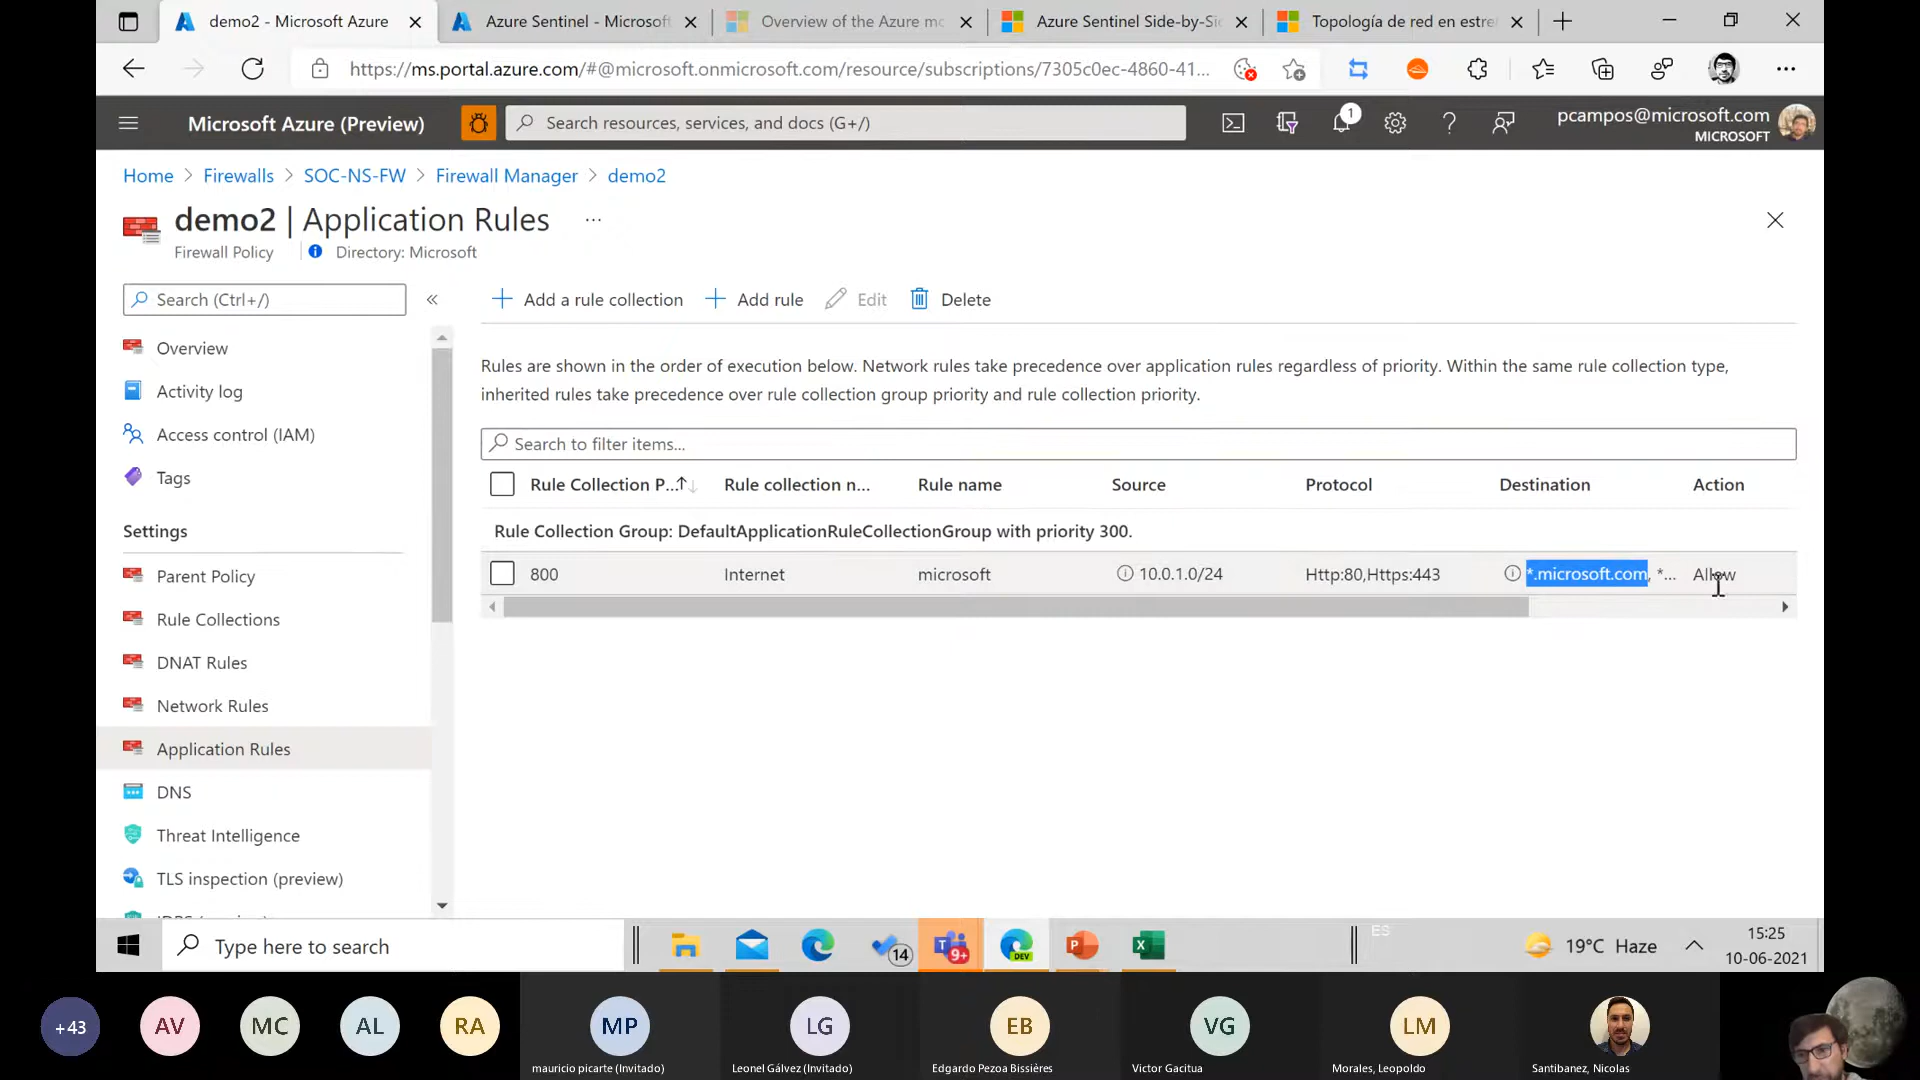 demo2 - Microsoft Azure
Azure Sentinel - Microsoft
Overview of the Azure mo
Azure Sentinel Side-by-Si
Topología de red en estre
https://ms.portal.azure.com/#@microsoft.onmicrosoft.com/resource/subscriptions/7305c0ec-4860-41...
Microsoft Azure (Preview)
Search resources, services, and docs (G+/)
1
pcampos@microsoft.com
MICROSOFT
Home > Firewalls > SOC-NS-FW > Firewall Manager > demo2
demo2 | Application Rules ...
Firewall Policy
Directory: Microsoft
Search (Ctrl+/)
«
Add a rule collection
Add rule
Edit
Delete
Overview
Activity log
Access control (IAM)
Tags
Settings
Parent Policy
Rule Collections
DNAT Rules
Network Rules
Application Rules
DNS
Threat Intelligence
TLS inspection (preview)
Rules are shown in the order of execution below. Network rules take precedence over application rules regardless of priority. Within the same rule collection type,
inherited rules take precedence over rule collection group priority and rule collection priority.
Search to filter items...
Rule Collection P... Rule collection n... Rule name Source Protocol Destination Action
Rule Collection Group: DefaultApplicationRuleCollectionGroup with priority 300.
800 Internet microsoft 10.0.1.0/24 Http:80,Https:443 *.microsoft.com, *... Allow
Type here to search
14
9+
DEV
ES
19°C Haze
15:25
10-06-2021
+43
AV
MC
AL
RA
MP
LG
EB
VG
LM
mauricio picarte (Invitado)
Leonel Gálvez (Invitado)
Edgardo Pezoa Bissières
Victor Gacitua
Morales, Leopoldo
Santibanez, Nicolas